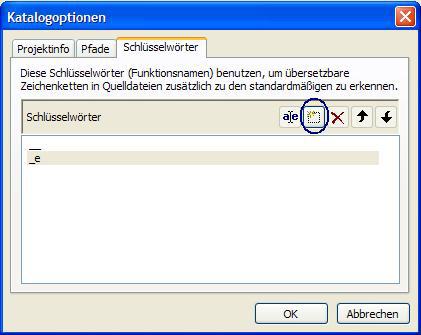 Katalogoptionen
Projektinfo Pfade Schlüsselwörter
Diese Schlüsselwörter (Funktionsnamen) benutzen, um übersetzbare
Zeichenketten in Quelldateien zusätzlich zu den standardmäßigen zu erkennen.
Schlüsselwörter
__
_e
OK Abbrechen